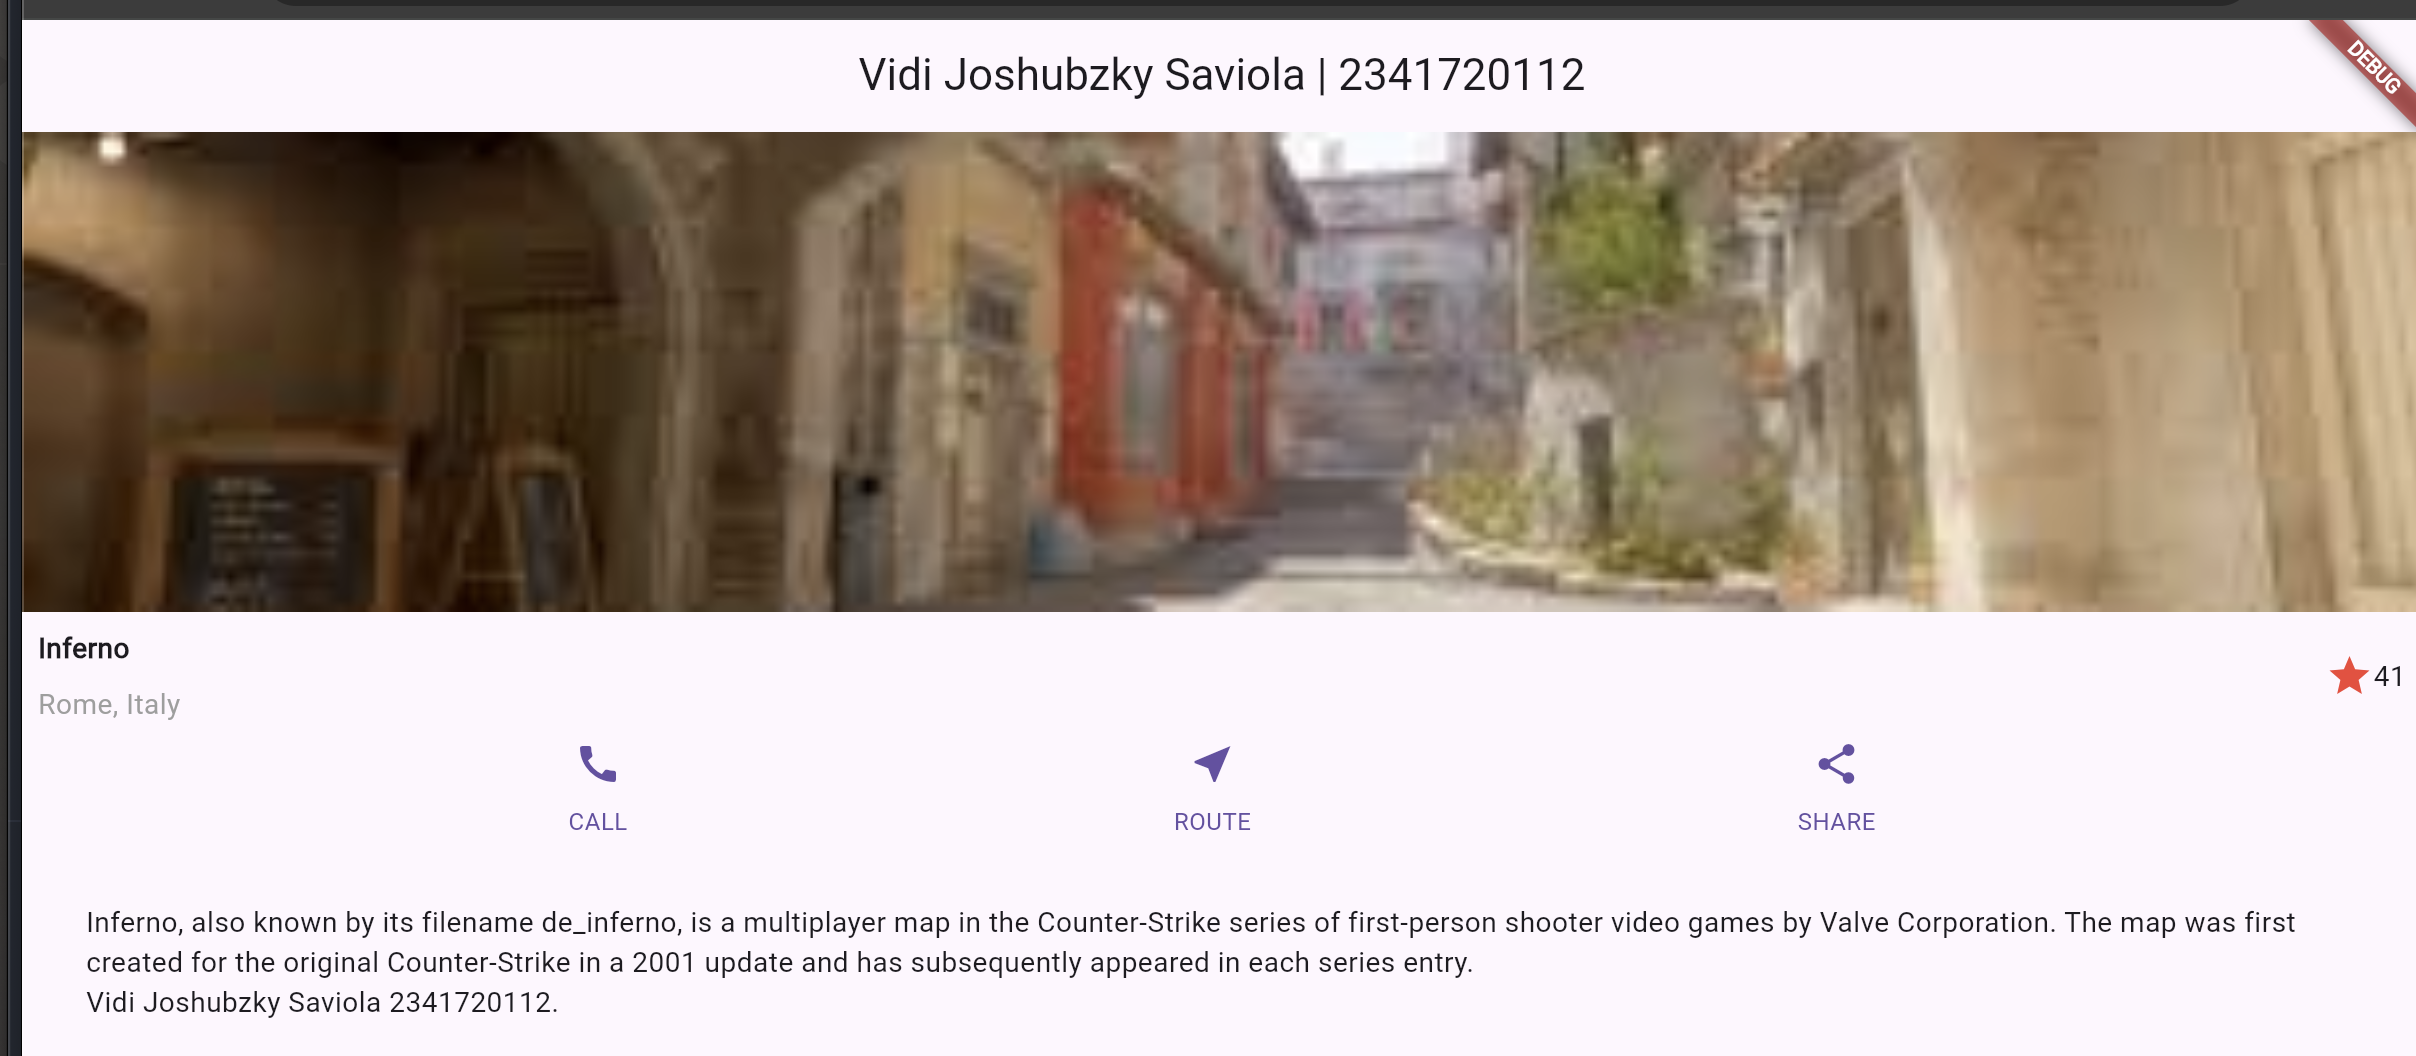 Vidi Joshubzky Saviola | 2341720112
DEBUG
Inferno
Rome, Italy
41
CALL
ROUTE
SHARE
Inferno, also known by its filename de_inferno, is a multiplayer map in the Counter-Strike series of first-person shooter video games by Valve Corporation. The map was first
created for the original Counter-Strike in a 2001 update and has subsequently appeared in each series entry.
Vidi Joshubzky Saviola 2341720112.